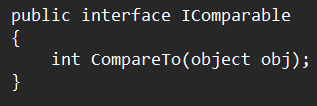 public interface IComparable
{
    int CompareTo(object obj);
}